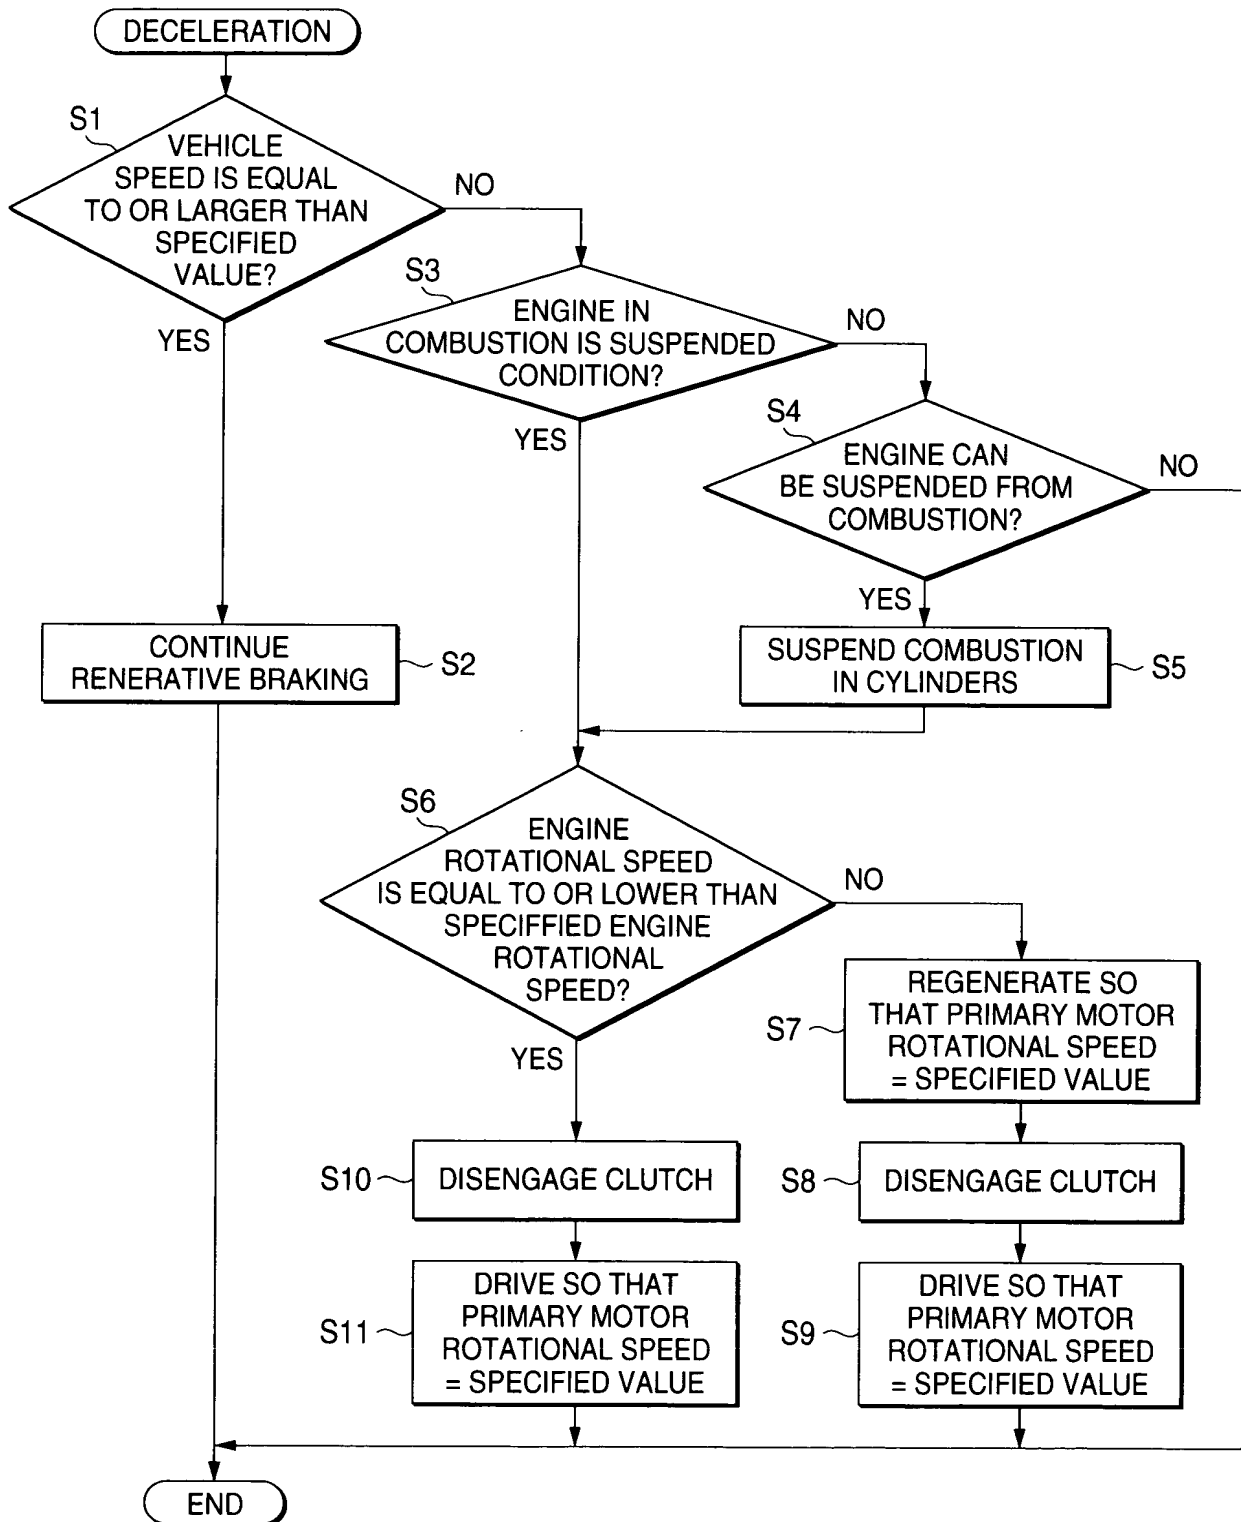 DECELERATION
S1
VEHICLE
SPEED IS EQUAL
TO OR LARGER THAN
SPECIFIED
VALUE?
NO
YES
S3
ENGINE IN
COMBUSTION IS SUSPENDED
CONDITION?
NO
YES
S4
ENGINE CAN
BE SUSPENDED FROM
COMBUSTION?
NO
YES
CONTINUE
RENERATIVE BRAKING
S2
SUSPEND COMBUSTION
IN CYLINDERS
S5
S6
ENGINE
ROTATIONAL SPEED
IS EQUAL TO OR LOWER THAN
SPECIFFIED ENGINE
ROTATIONAL
SPEED?
NO
YES
S7
REGENERATE SO
THAT PRIMARY MOTOR
ROTATIONAL SPEED
= SPECIFIED VALUE
S10
DISENGAGE CLUTCH
S8
DISENGAGE CLUTCH
S11
DRIVE SO THAT
PRIMARY MOTOR
ROTATIONAL SPEED
= SPECIFIED VALUE
S9
DRIVE SO THAT
PRIMARY MOTOR
ROTATIONAL SPEED
= SPECIFIED VALUE
END